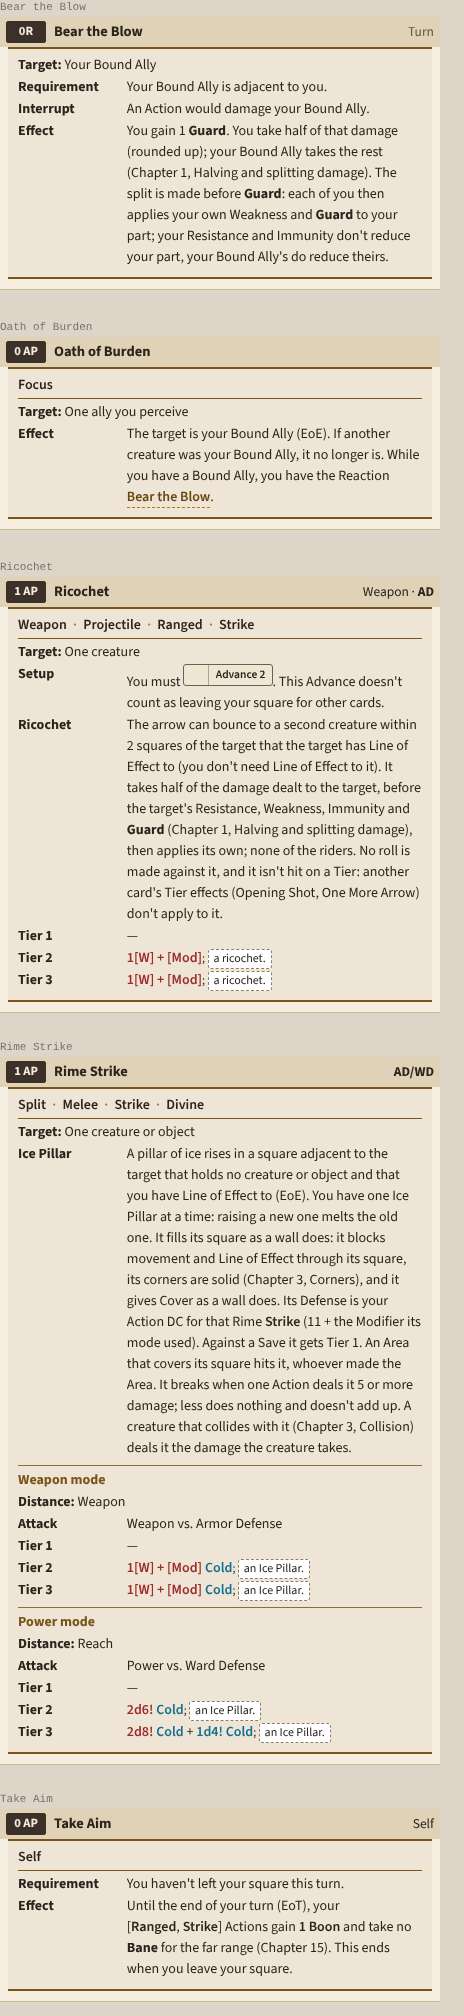 Bear the Blow
0R Bear the Blow Turn
Target: Your Bound Ally
Requirement Your Bound Ally is adjacent to you.
Interrupt An Action would damage your Bound Ally.
Effect You gain 1 Guard. You take half of that damage
(rounded up); your Bound Ally takes the rest
(Chapter 1, Halving and splitting damage). The
split is made before Guard: each of you then
applies your own Weakness and Guard to your
part; your Resistance and Immunity don't reduce
your part, your Bound Ally's do reduce theirs.
Oath of Burden
0 AP Oath of Burden
Focus
Target: One ally you perceive
Effect The target is your Bound Ally (EoE). If another
creature was your Bound Ally, it no longer is. While
you have a Bound Ally, you have the Reaction
Bear the Blow.
Ricochet
1 AP Ricochet Weapon · AD
Weapon · Projectile · Ranged · Strike
Target: One creature
Setup You must Advance 2. This Advance doesn't
count as leaving your square for other cards.
Ricochet The arrow can bounce to a second creature within
2 squares of the target that the target has Line of
Effect to (you don't need Line of Effect to it). It
takes half of the damage dealt to the target, before
the target's Resistance, Weakness, Immunity and
Guard (Chapter 1, Halving and splitting damage),
then applies its own; none of the riders. No roll is
made against it, and it isn't hit on a Tier: another
card's Tier effects (Opening Shot, One More Arrow)
don't apply to it.
Tier 1 —
Tier 2 1[W] + [Mod]; a ricochet.
Tier 3 1[W] + [Mod]; a ricochet.
Rime Strike
1 AP Rime Strike AD/WD
Split · Melee · Strike · Divine
Target: One creature or object
Ice Pillar A pillar of ice rises in a square adjacent to the
target that holds no creature or object and that
you have Line of Effect to (EoE). You have one Ice
Pillar at a time: raising a new one melts the old
one. It fills its square as a wall does: it blocks
movement and Line of Effect through its square,
its corners are solid (Chapter 3, Corners), and it
gives Cover as a wall does. Its Defense is your
Action DC for that Rime Strike (11 + the Modifier its
mode used). Against a Save it gets Tier 1. An Area
that covers its square hits it, whoever made the
Area. It breaks when one Action deals it 5 or more
damage; less does nothing and doesn't add up. A
creature that collides with it (Chapter 3, Collision)
deals it the damage the creature takes.
Weapon mode
Distance: Weapon
Attack Weapon vs. Armor Defense
Tier 1 —
Tier 2 1[W] + [Mod] Cold; an Ice Pillar.
Tier 3 1[W] + [Mod] Cold; an Ice Pillar.
Power mode
Distance: Reach
Attack Power vs. Ward Defense
Tier 1 —
Tier 2 2d6! Cold; an Ice Pillar.
Tier 3 2d8! Cold + 1d4! Cold; an Ice Pillar.
Take Aim
0 AP Take Aim Self
Self
Requirement You haven't left your square this turn.
Effect Until the end of your turn (EoT), your
[Ranged, Strike] Actions gain 1 Boon and take no
Bane for the far range (Chapter 15). This ends
when you leave your square.